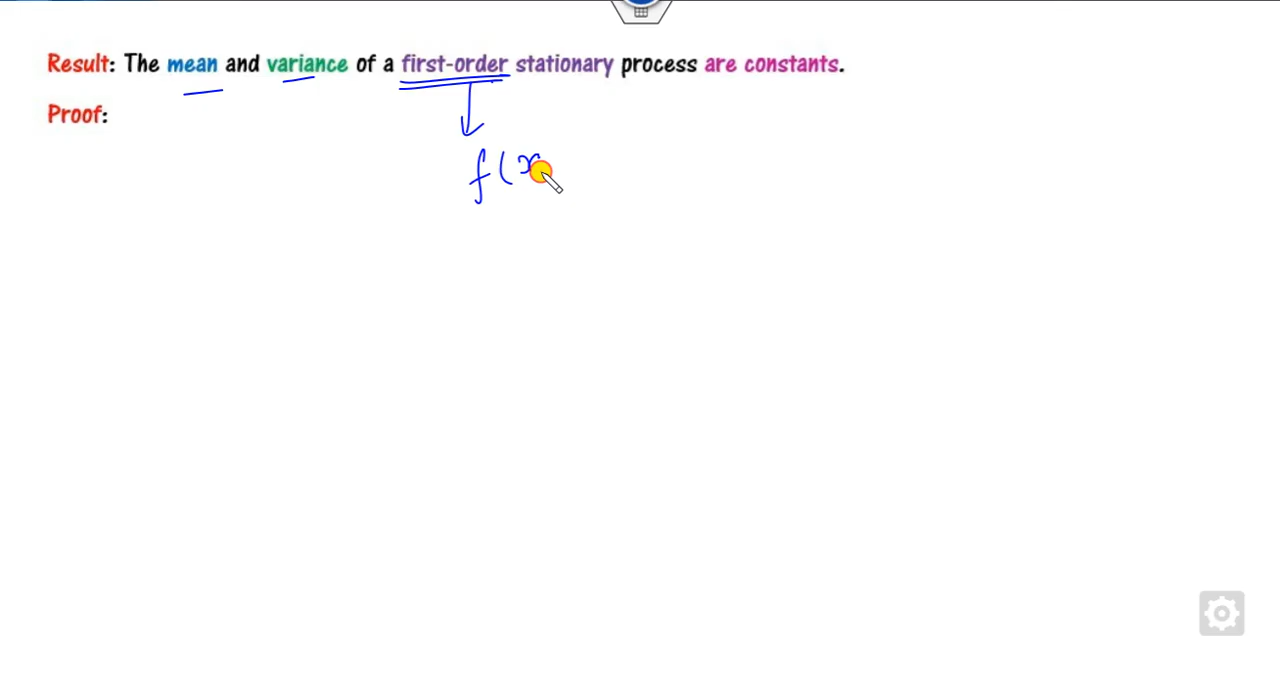 Result: The mean and variance of a first-order stationary process are constants.
Proof:
f(x